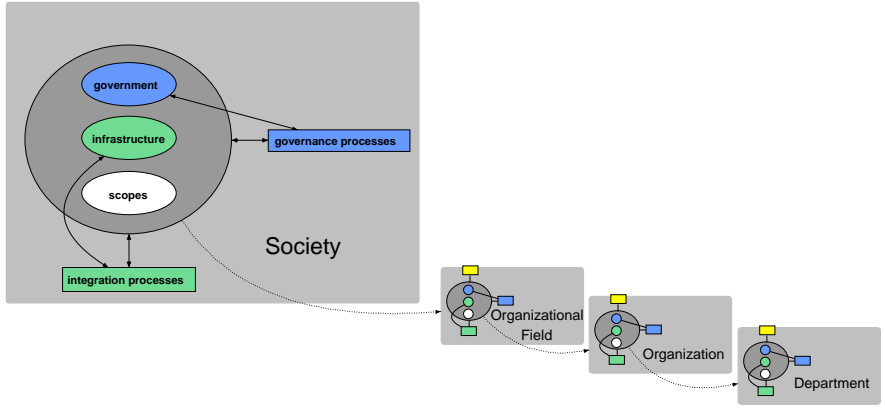 government
infrastructure
governance processes
scopes
Society
integration processes
Organizational
Field
Organization
Department